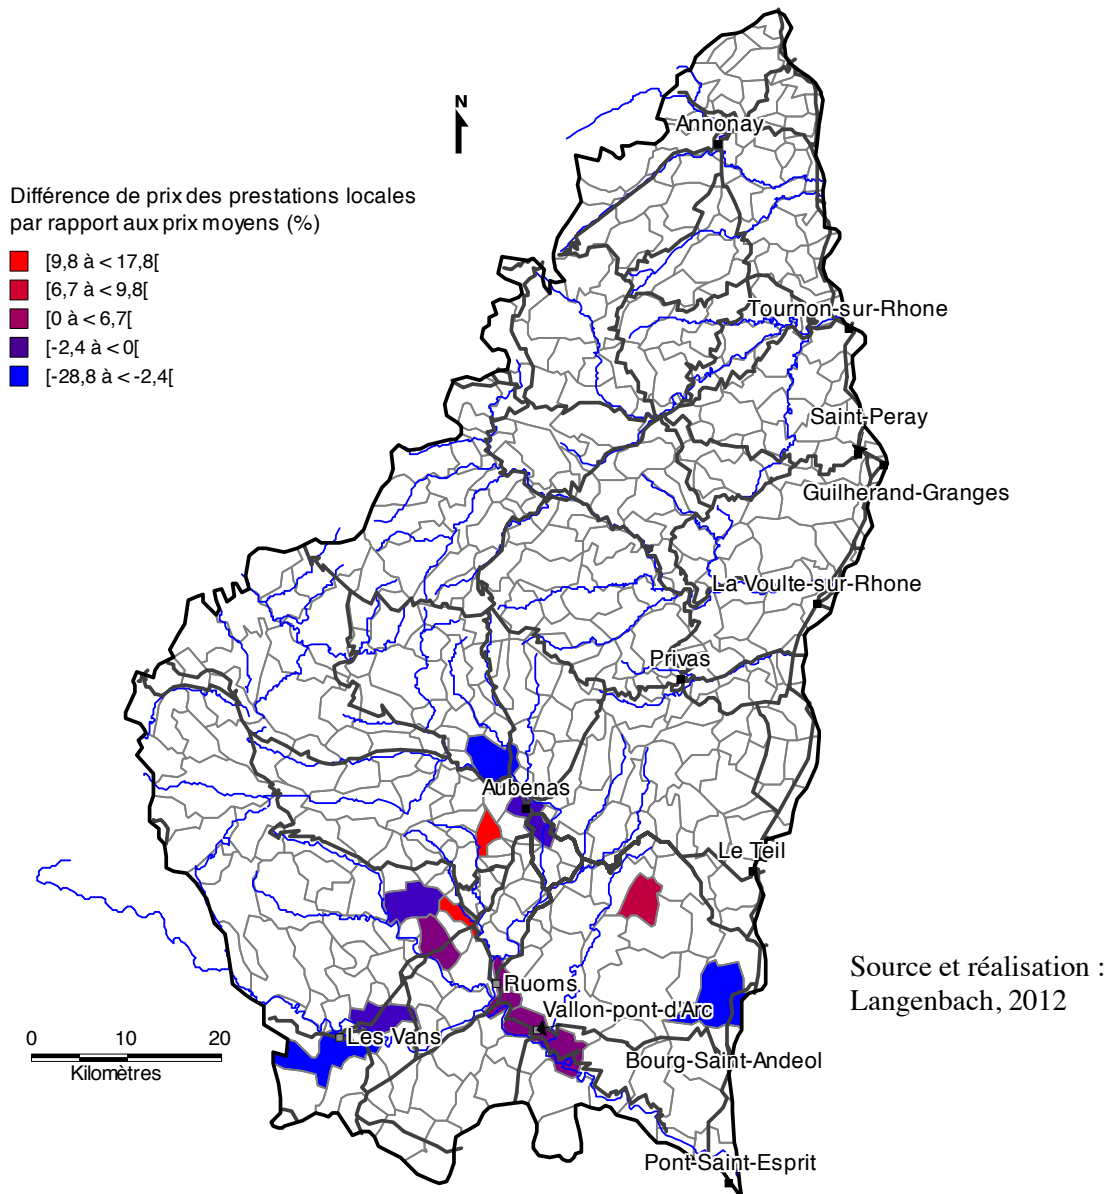 N
Annonay
Différence de prix des prestations locales
par rapport aux prix moyens (%)
[9,8 à < 17,8[
[6,7 à < 9,8[
[0 à < 6,7[
[-2,4 à < 0[
[-28,8 à < -2,4[
Tournon-sur-Rhone
Saint-Peray
Guilherand-Granges
La Voulte-sur-Rhone
Privas
Aubenas
Le Teil
Source et réalisation :
Langenbach, 2012
Ruoms
Vallon-pont-d'Arc
Les Vans
0 10 20
Kilomètres
Bourg-Saint-Andeol
Pont-Saint-Esprit